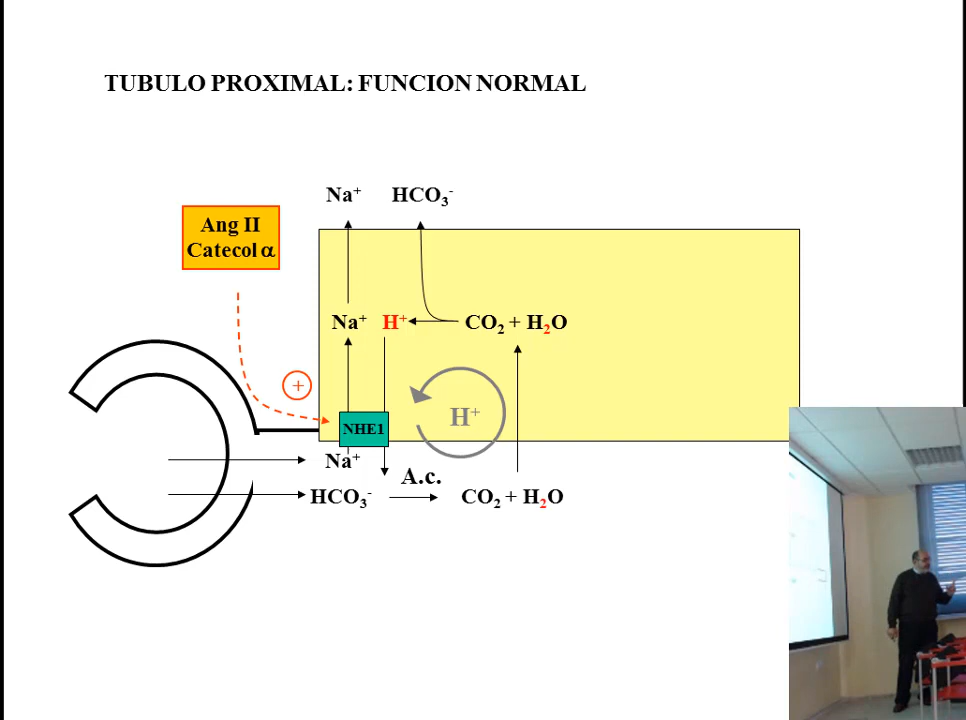 TUBULO PROXIMAL: FUNCION NORMAL
Na⁺ HCO₃⁻
Ang II
Catecol α
Na⁺ H⁺ CO₂ + H₂O
+
H⁺
NHE1
Na⁺
A.c.
HCO₃⁻ CO₂ + H₂O